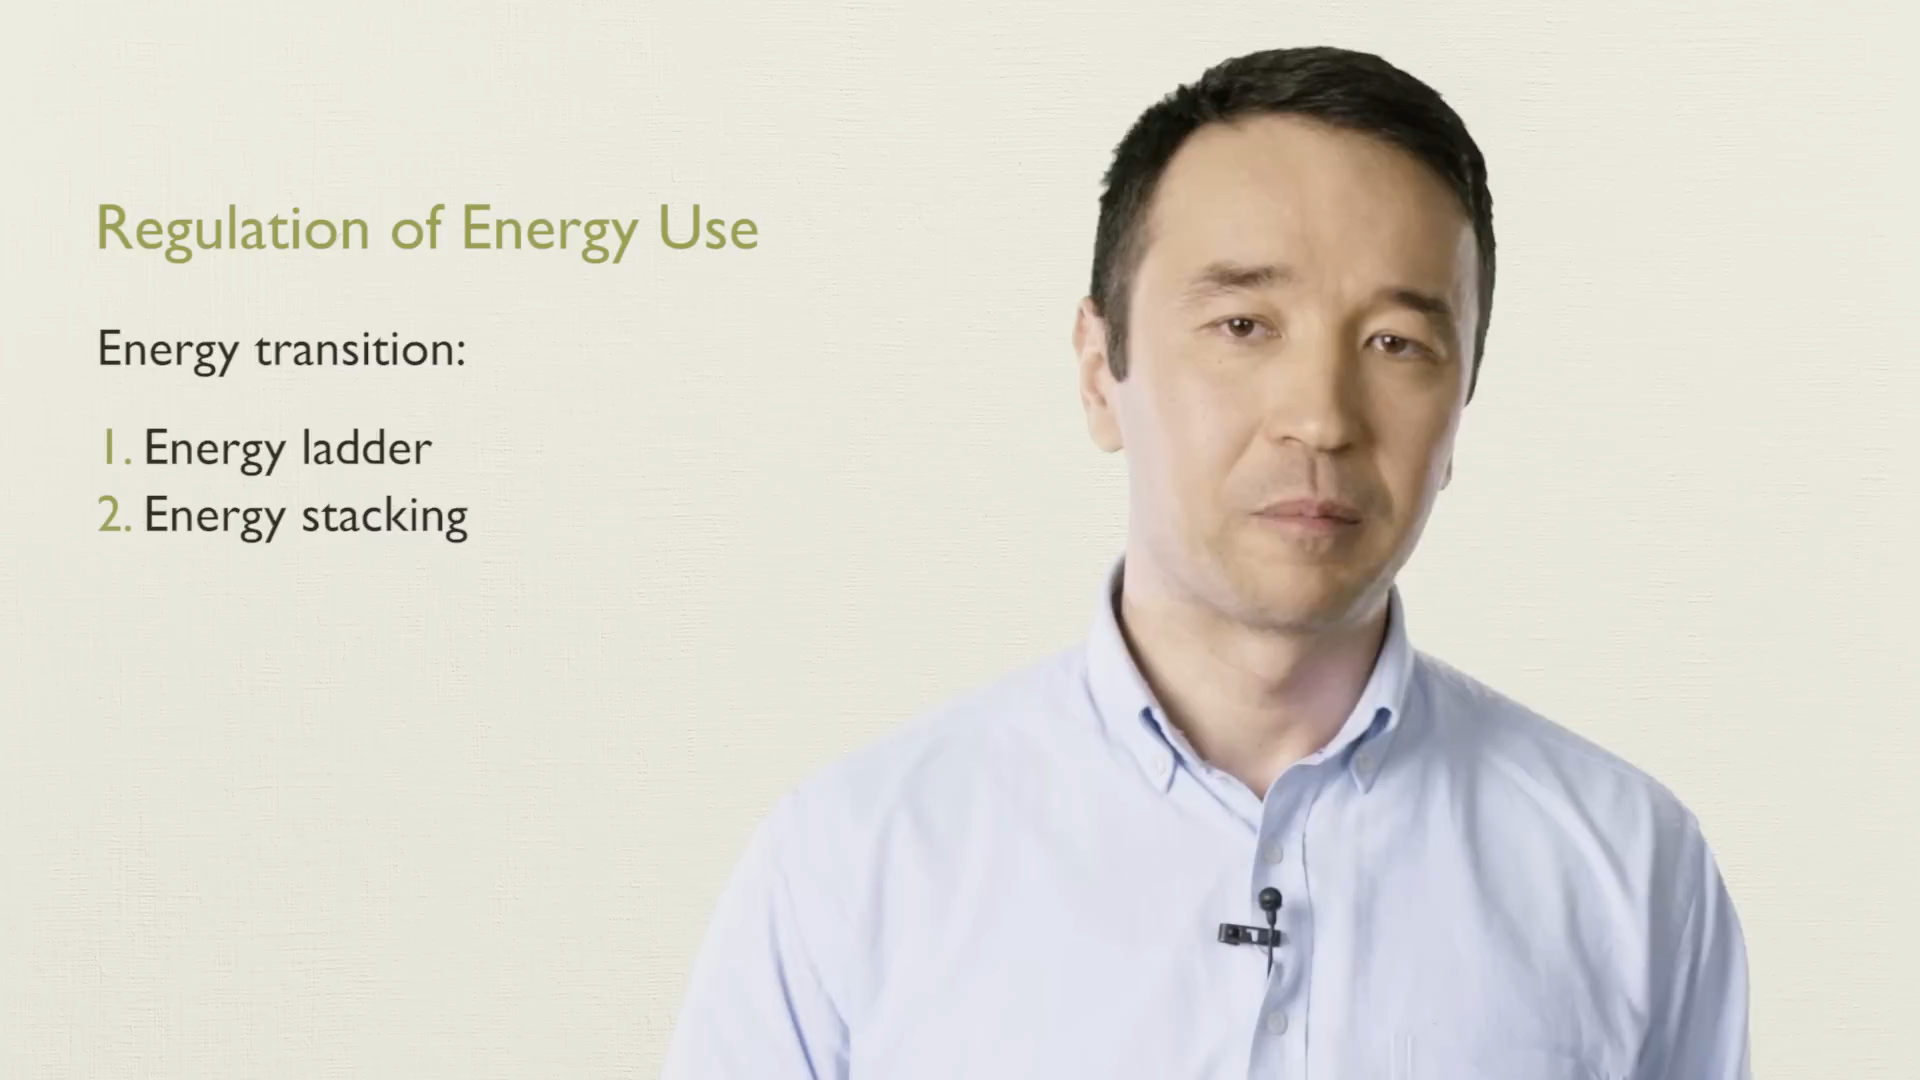 Regulation of Energy Use
Energy transition:
1. Energy ladder
2. Energy stacking